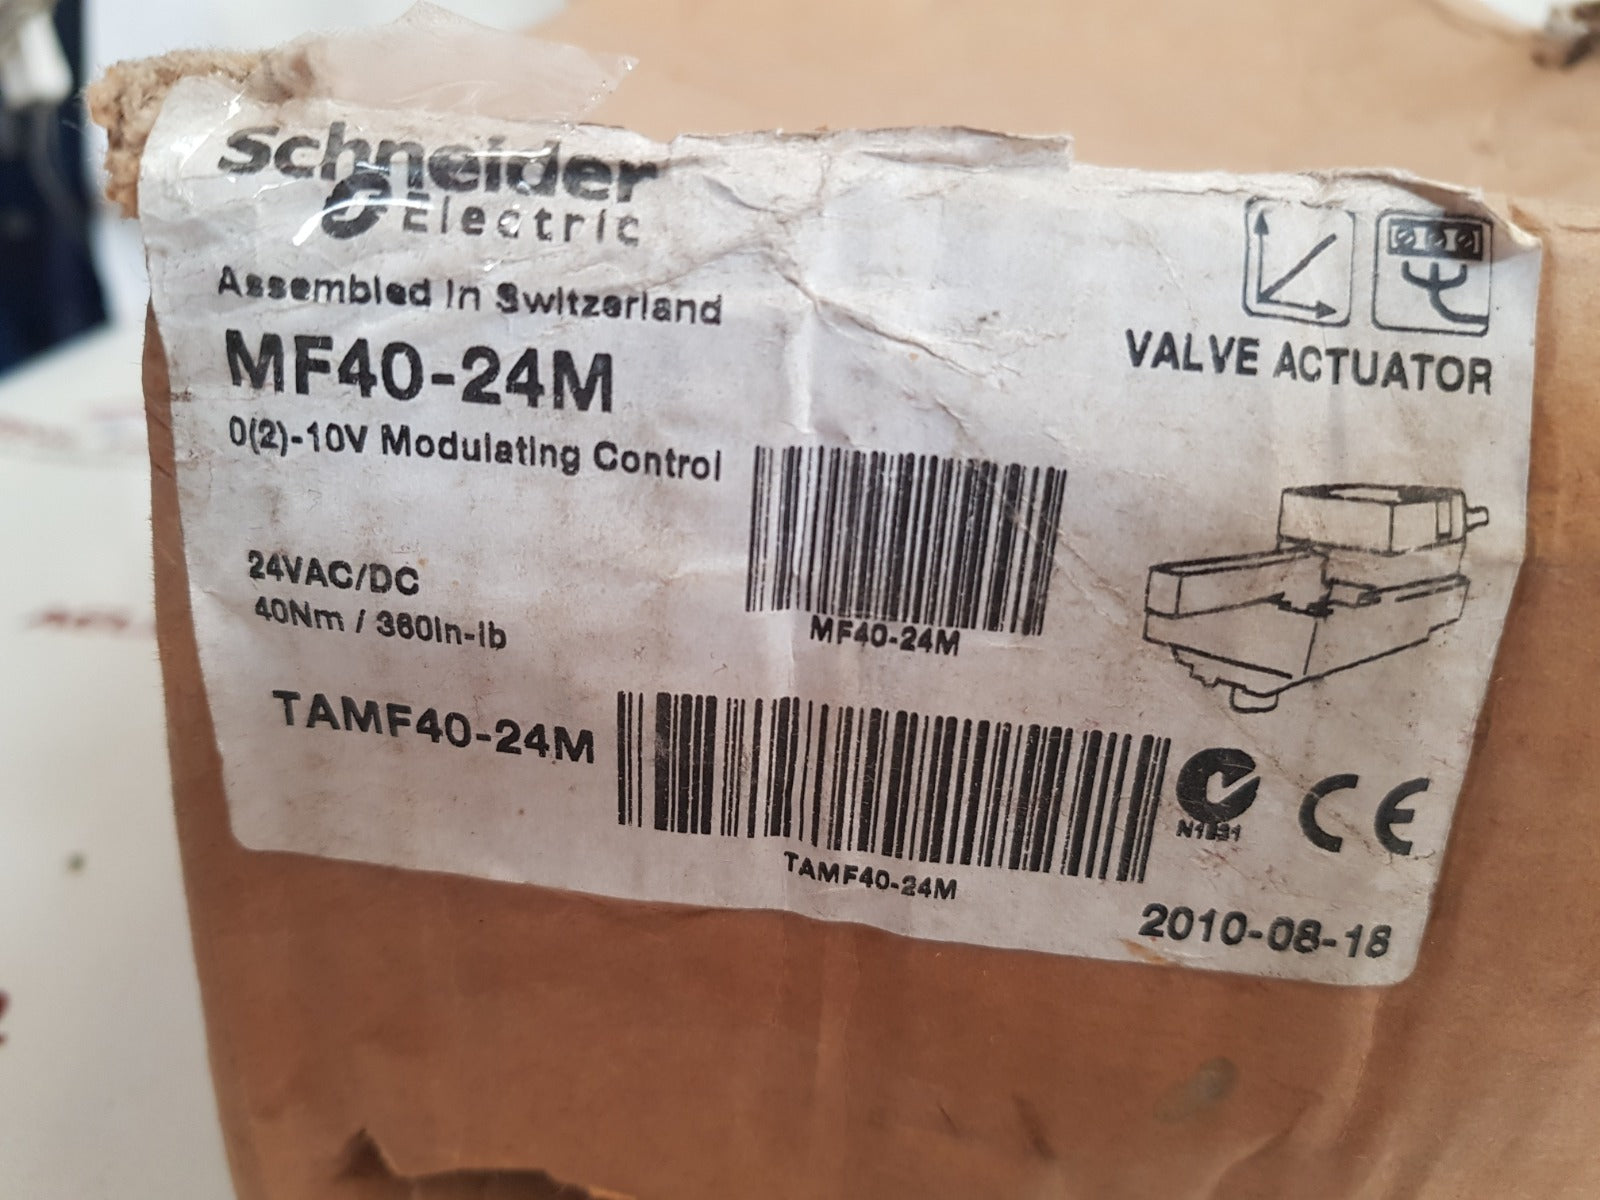 Schneider
Electric
Assembled in Switzerland
MF40-24M
0(2)-10V Modulating Control
VALVE ACTUATOR
24VAC/DC
40Nm / 360in-lb
MF40-24M
TAMF40-24M
TAMF40-24M
CE
2010-08-18